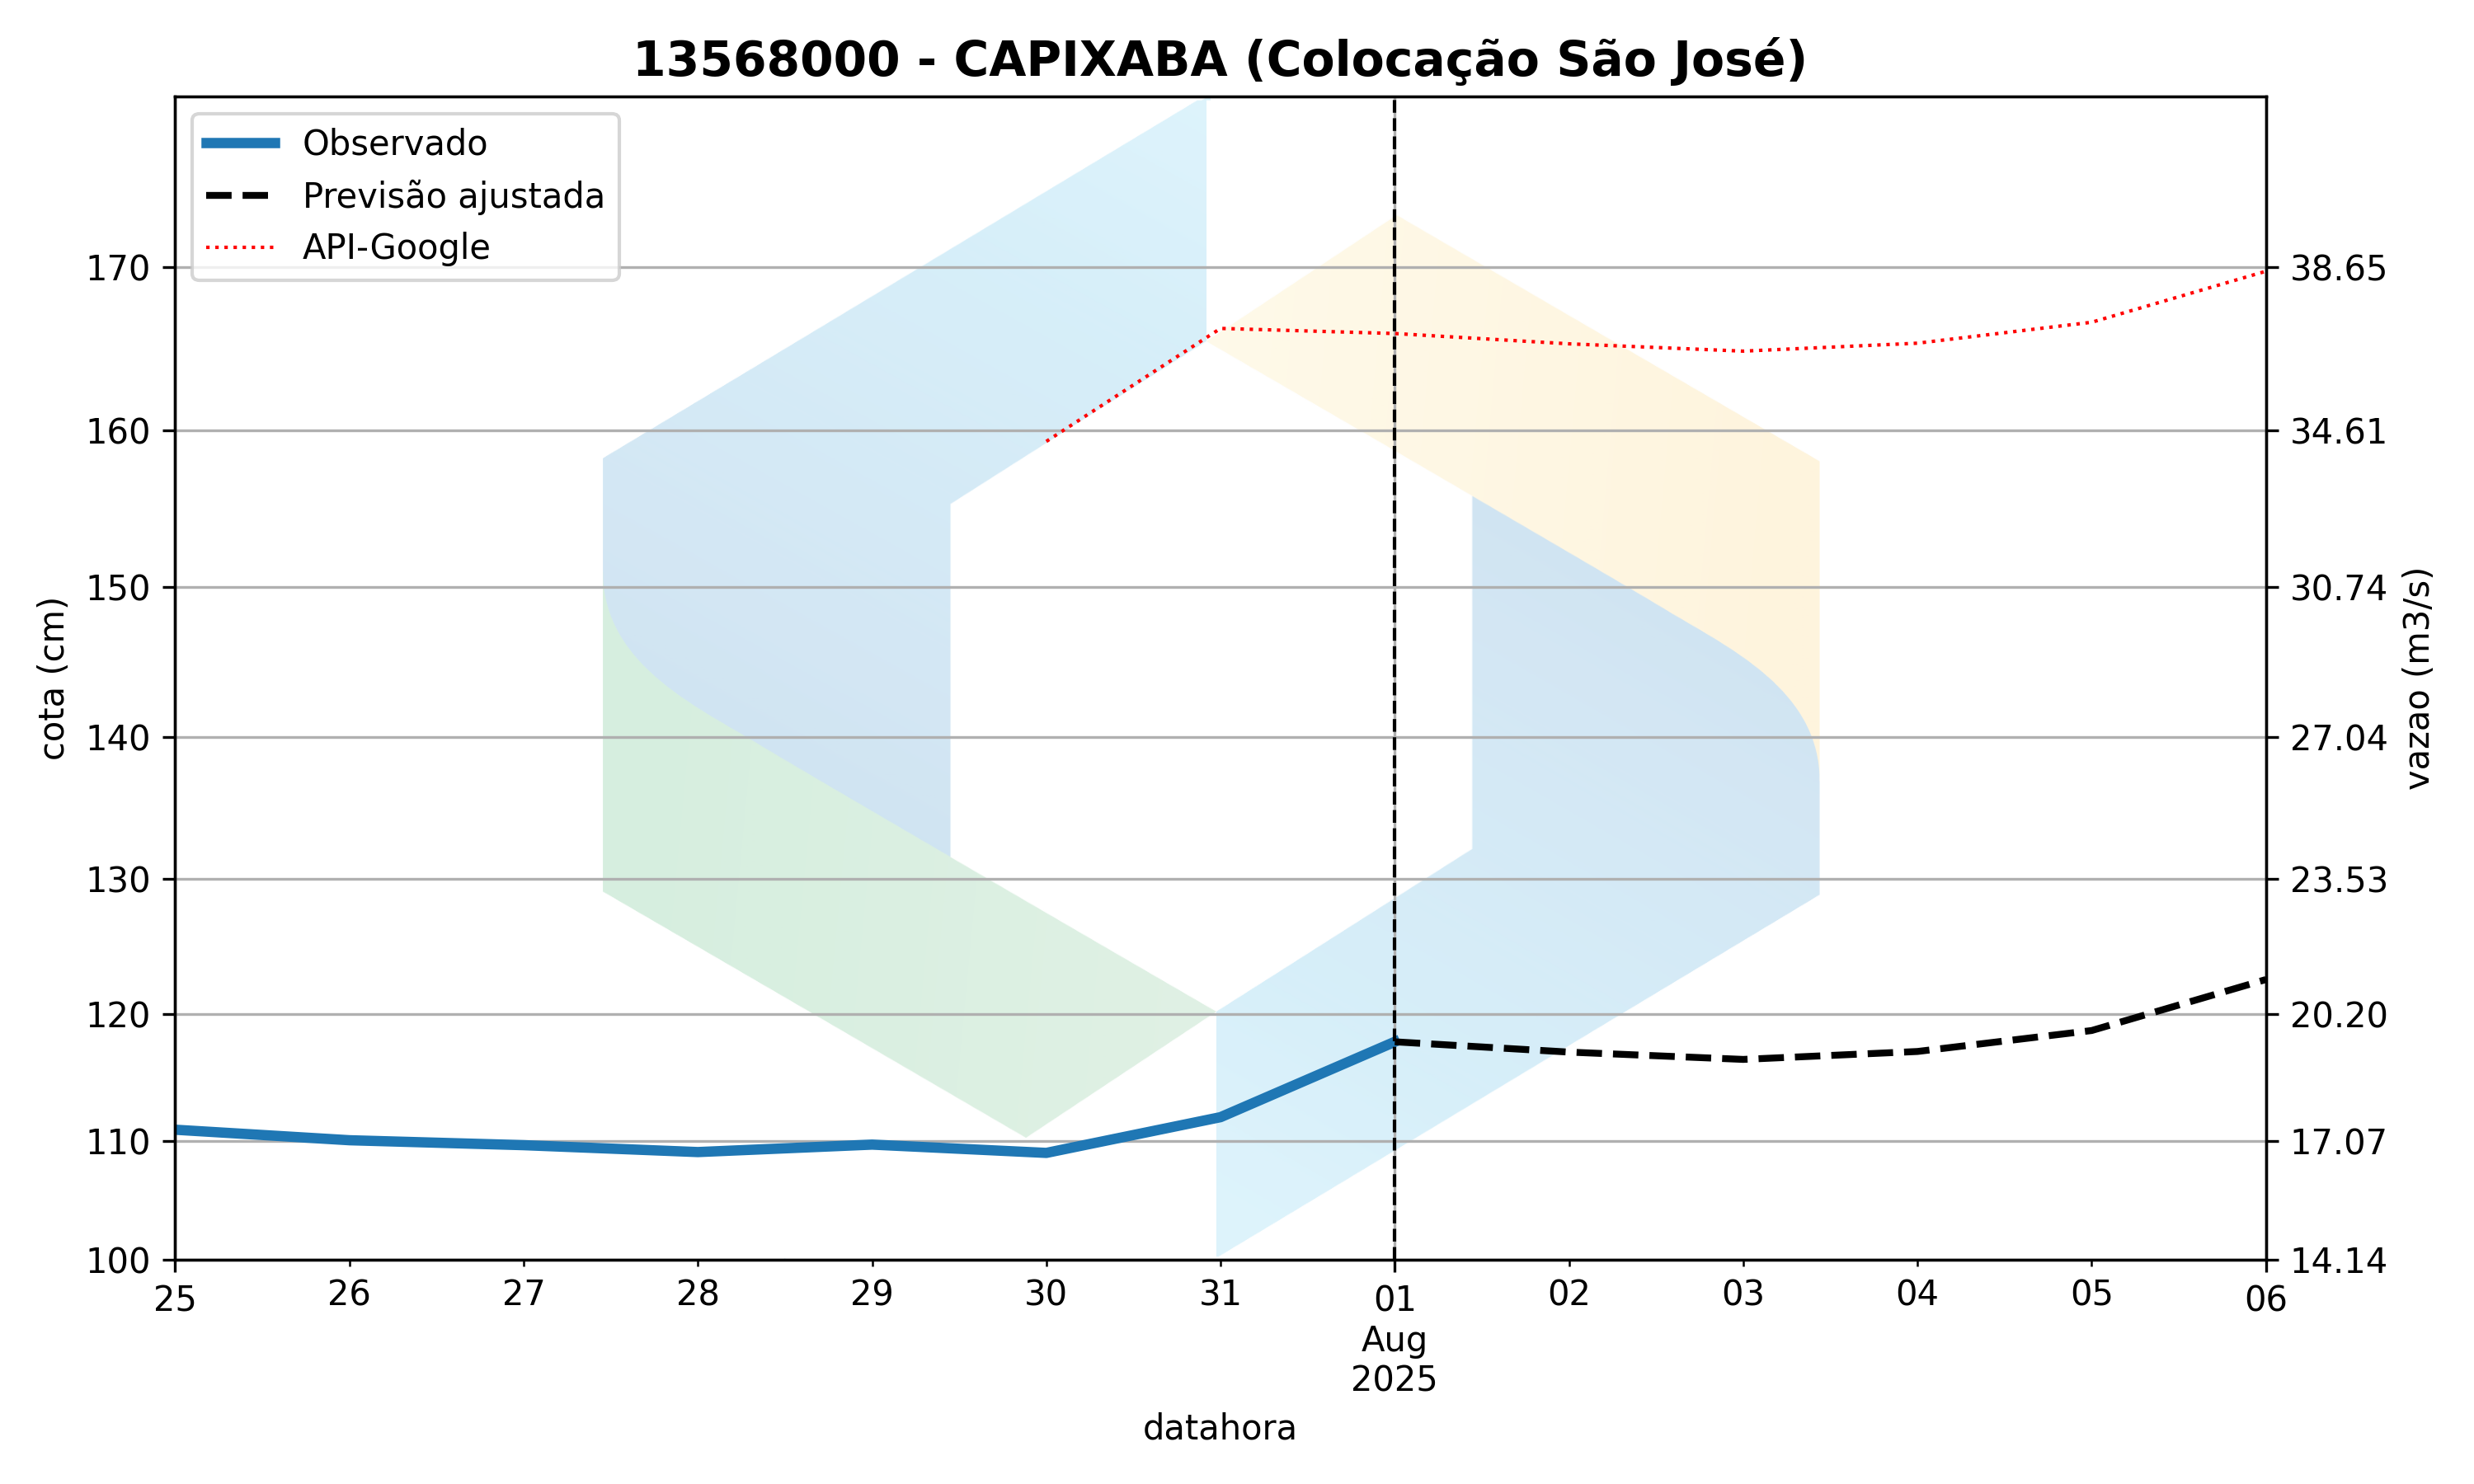 13568000 - CAPIXABA (Colocação São José)
Observado
Previsão ajustada
API-Google
cota (cm)
170
160
150
140
130
120
110
100
38.65
34.61
30.74
27.04
23.53
20.20
17.07
14.14
vazao (m3/s)
25 26 27 28 29 30 31 01 02 03 04 05 06
Aug
2025
datahora